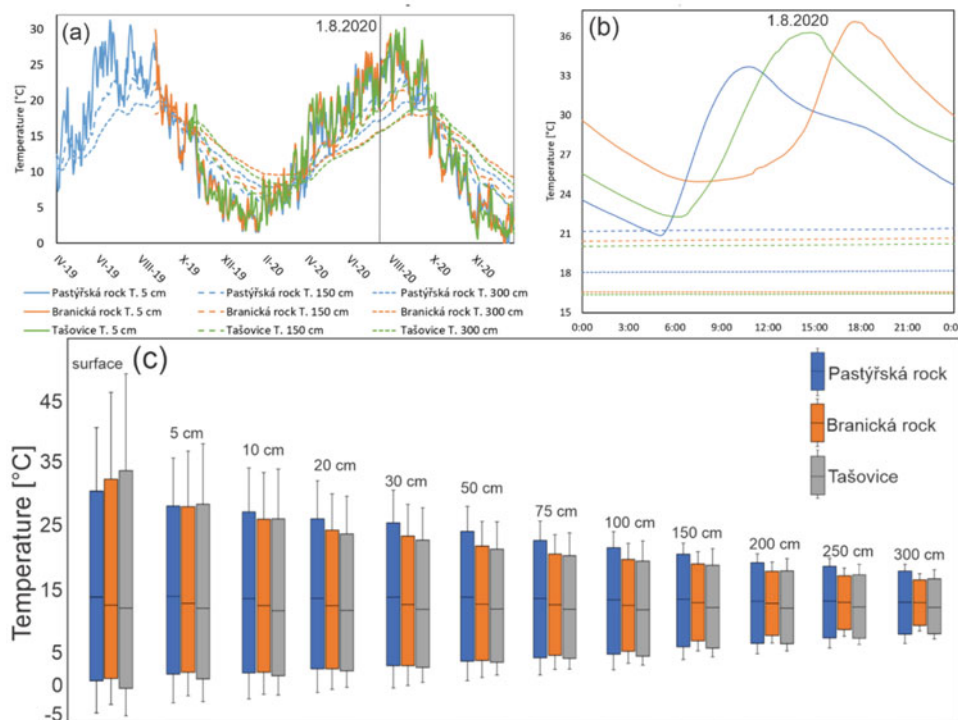 (a)
1.8.2020
Temperature [°C]
30
25
20
15
10
5
0
IV-19
VI-19
VIII-19
X-19
XII-19
II-20
IV-20
VI-20
VIII-20
X-20
XI-20
Pastýřská rock T. 5 cm
Pastýřská rock T. 150 cm
Pastýřská rock T. 300 cm
Branická rock T. 5 cm
Branická rock T. 150 cm
Branická rock T. 300 cm
Tašovice T. 5 cm
Tašovice T. 150 cm
Tašovice T. 300 cm
(b)
1.8.2020
Temperature [°C]
36
33
30
27
24
21
18
15
0:00
3:00
6:00
9:00
12:00
15:00
18:00
21:00
0:00
(c)
surface
5 cm
10 cm
20 cm
30 cm
50 cm
75 cm
100 cm
150 cm
200 cm
250 cm
300 cm
Temperature [°C]
45
35
25
15
5
0
-5
Pastýřská rock
Branická rock
Tašovice